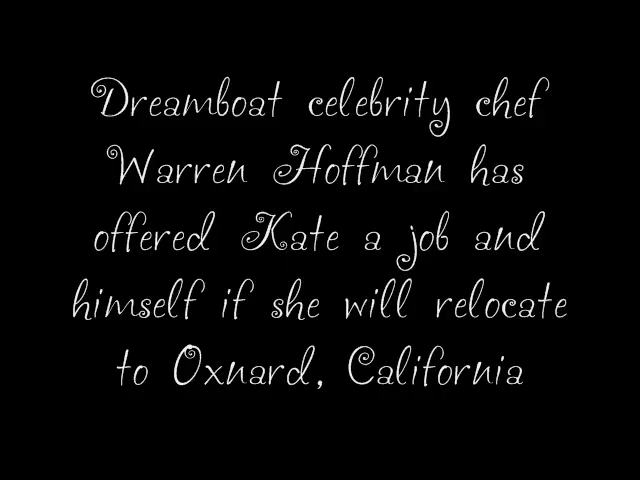 Dreamboat celebrity chef
Warren Hoffman has
offered Kate a job and
himself if she will relocate
to Oxnard, California